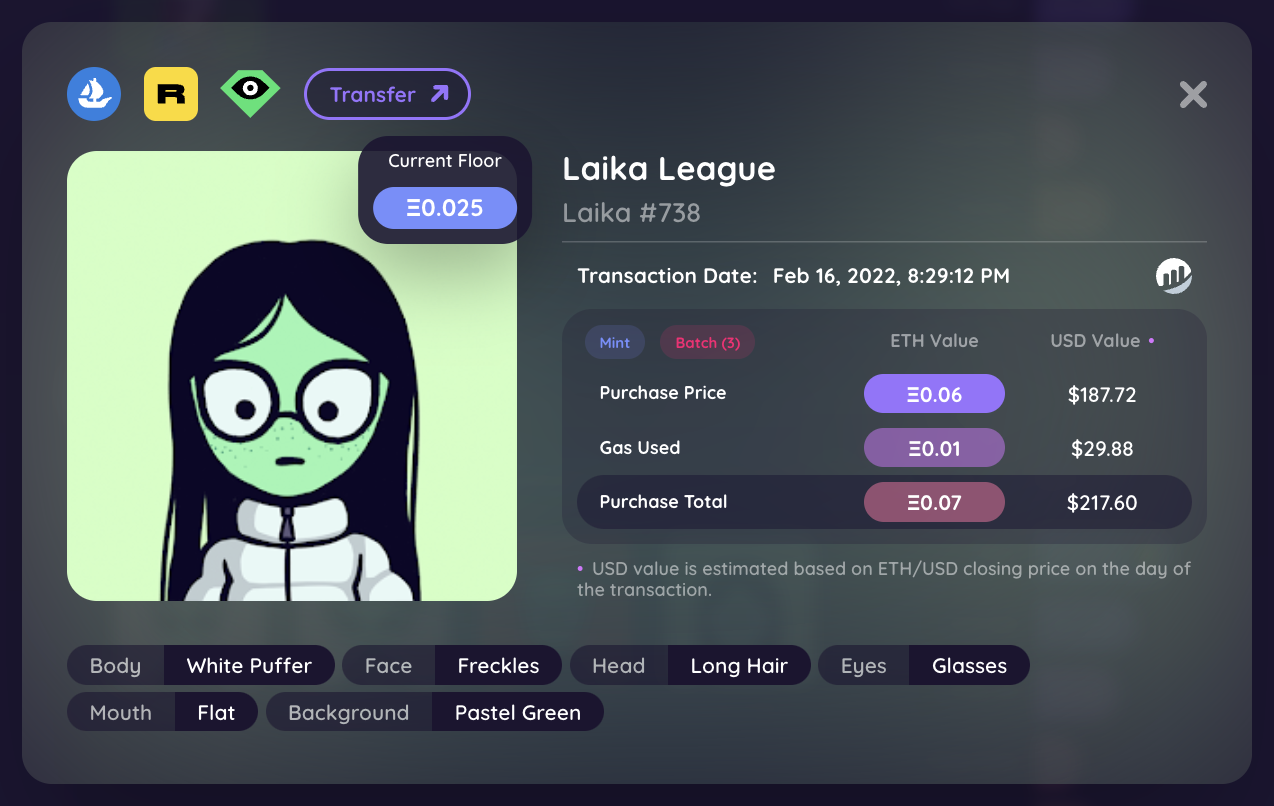 R
Transfer
Current Floor
Ξ0.025
Laika League
Laika #738
Transaction Date: Feb 16, 2022, 8:29:12 PM
Mint Batch (3) ETH Value USD Value •
Purchase Price Ξ0.06 $187.72
Gas Used Ξ0.01 $29.88
Purchase Total Ξ0.07 $217.60
• USD value is estimated based on ETH/USD closing price on the day of
the transaction.
Body White Puffer Face Freckles Head Long Hair Eyes Glasses
Mouth Flat Background Pastel Green